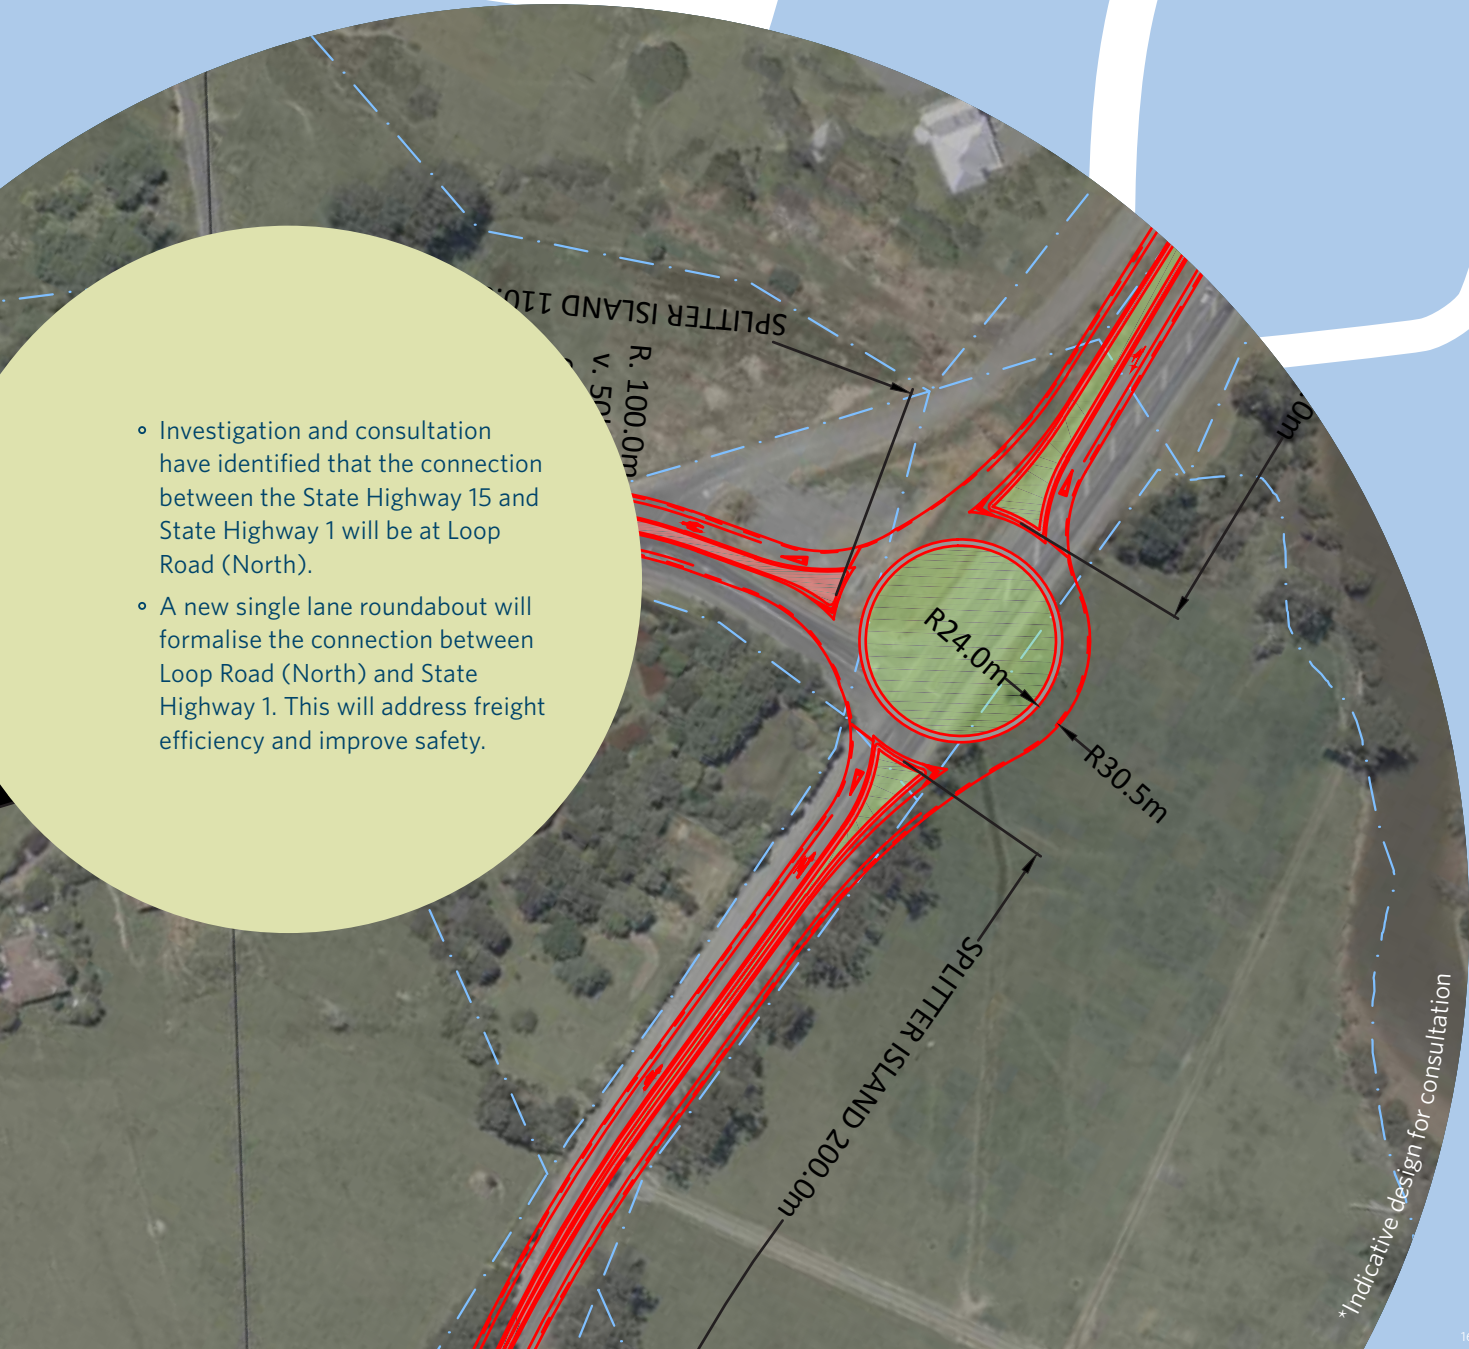 SPLITTER ISLAND 110.
R. 100.0m
v. 50
.0m
° Investigation and consultation
have identified that the connection
between the State Highway 15 and
State Highway 1 will be at Loop
Road (North).
° A new single lane roundabout will
formalise the connection between
Loop Road (North) and State
Highway 1. This will address freight
efficiency and improve safety.
R24.0m
R30.5m
SPLITTER ISLAND 200.0m
*Indicative design for consultation